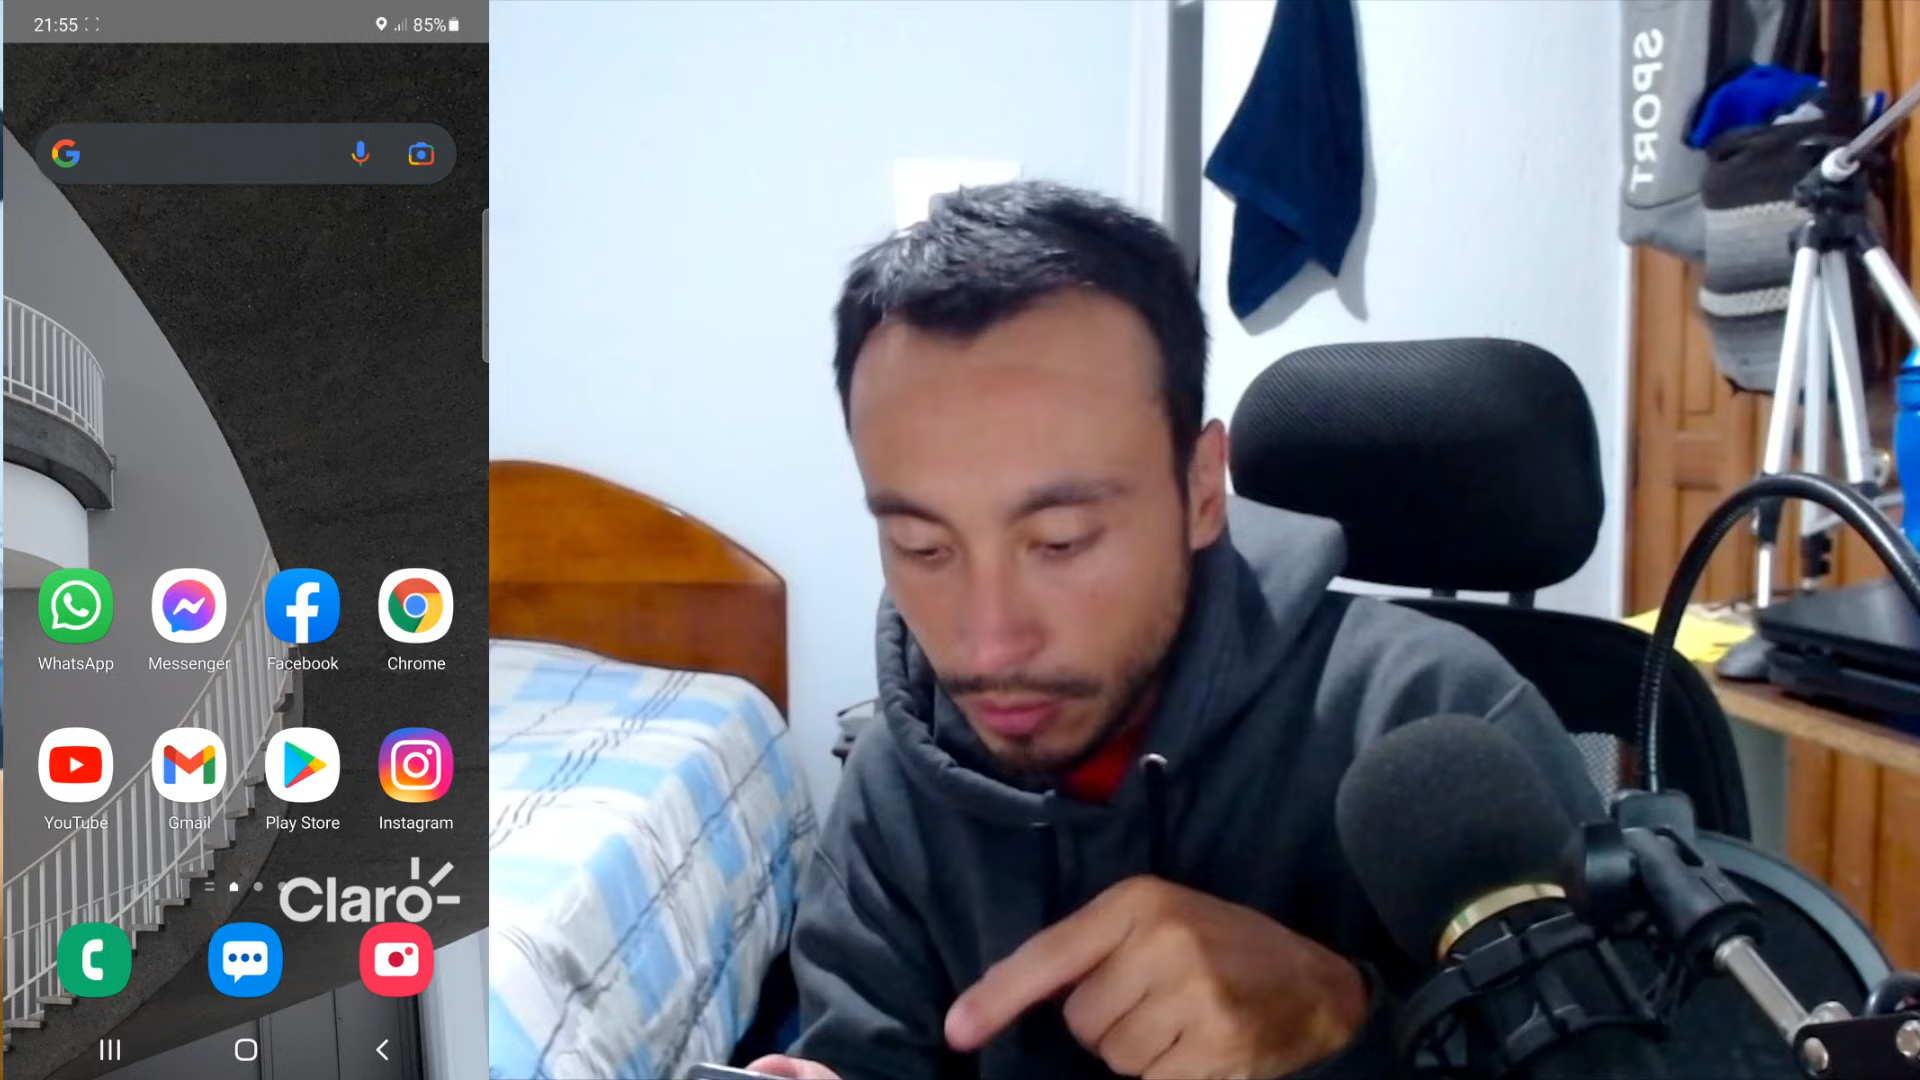 21:55
85%
WhatsApp
Messenger
Facebook
Chrome
YouTube
Gmail
Play Store
Instagram
Claro
SPORT